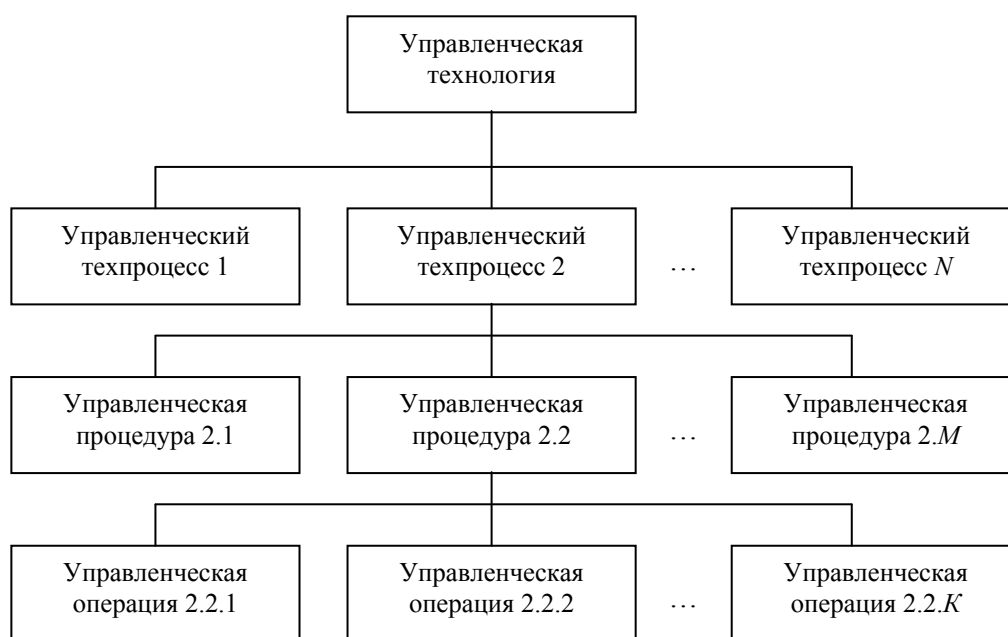 Управленческая
технология
Управленческий
техпроцесс 1
Управленческий
техпроцесс 2
…
Управленческий
техпроцесс N
Управленческая
процедура 2.1
Управленческая
процедура 2.2
…
Управленческая
процедура 2.M
Управленческая
операция 2.2.1
Управленческая
операция 2.2.2
…
Управленческая
операция 2.2.K